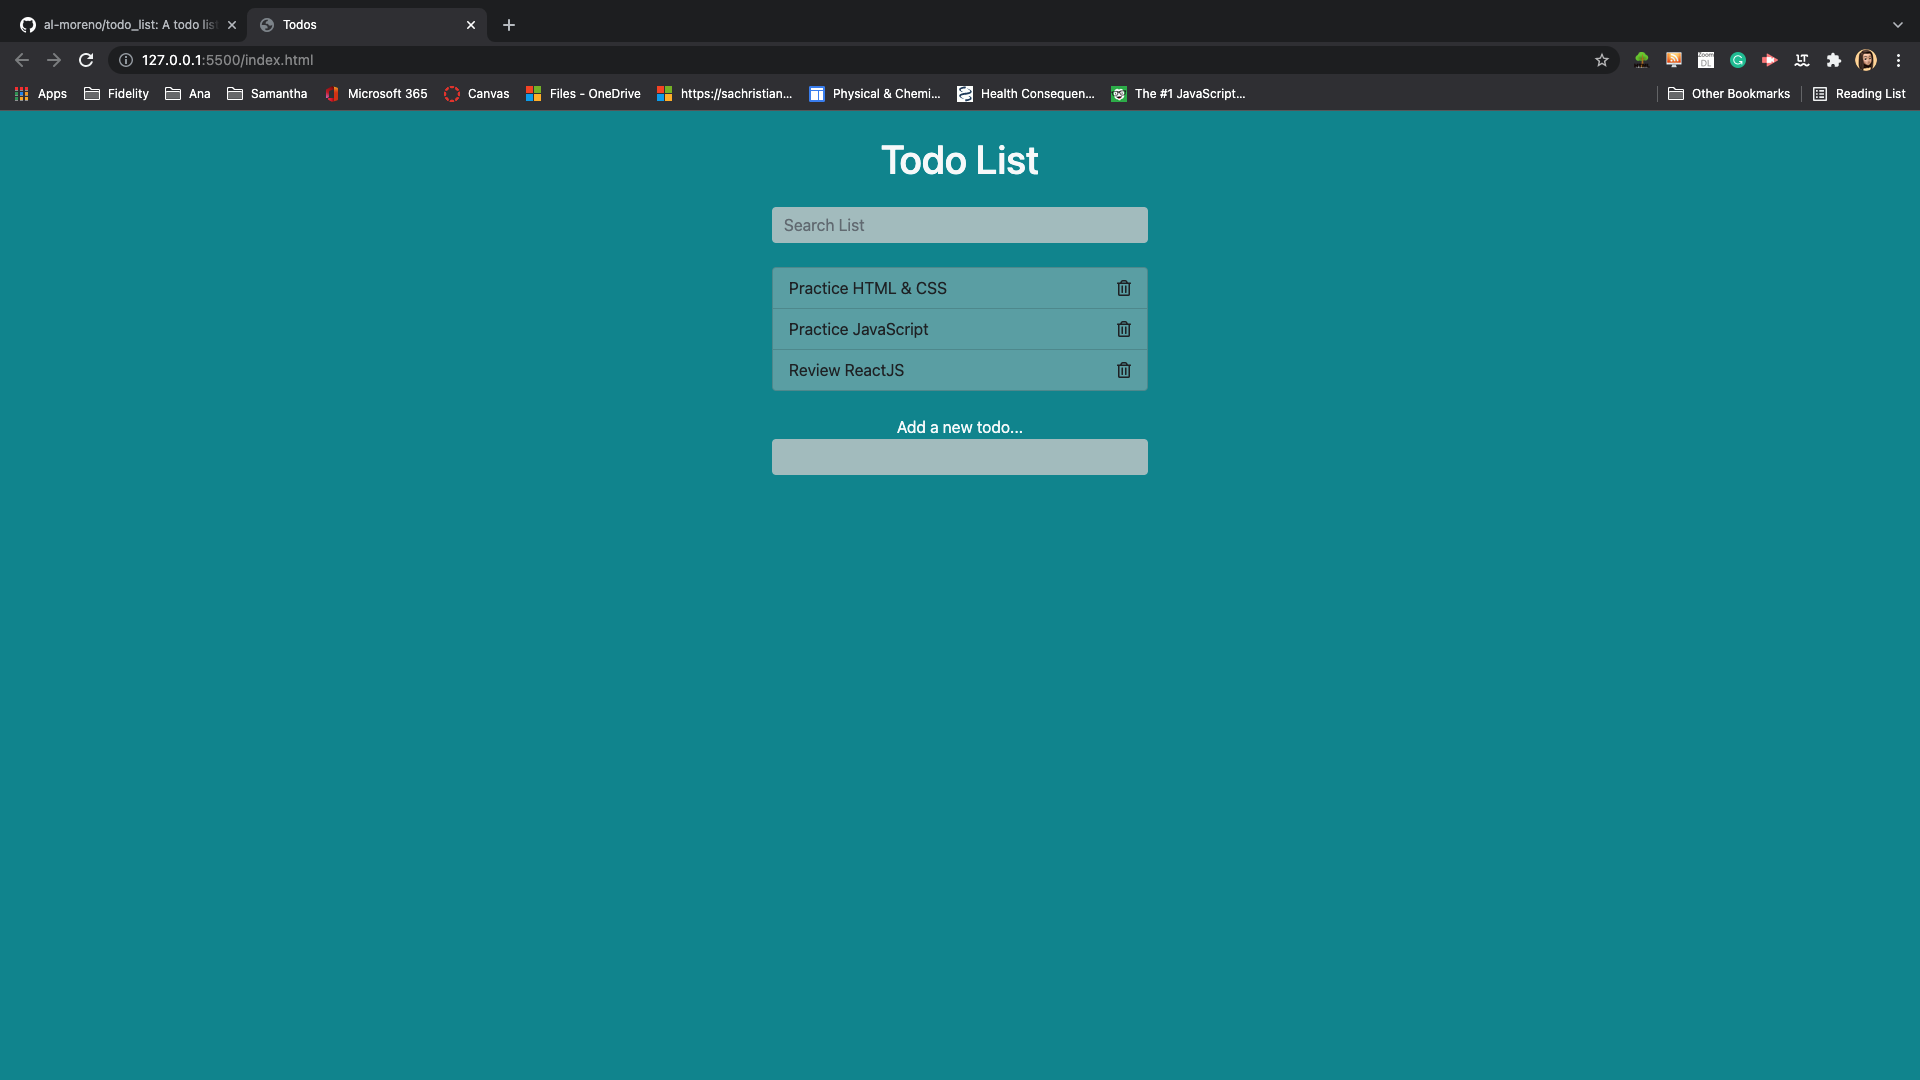 al-moreno/todo_list: A todo lis
Todos
127.0.0.1:5500/index.html
Apps
Fidelity
Ana
Samantha
Microsoft 365
Canvas
Files - OneDrive
https://sachristian...
Physical & Chemi...
Health Consequen...
The #1 JavaScript...
Other Bookmarks
Reading List
Todo List
Search List
Practice HTML & CSS
Practice JavaScript
Review ReactJS
Add a new todo...